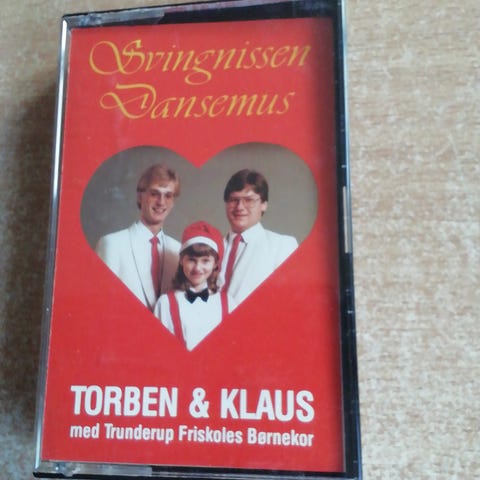 Svingnissen
Dansemus
TORBEN & KLAUS
med Trunderup Friskoles Børnekor